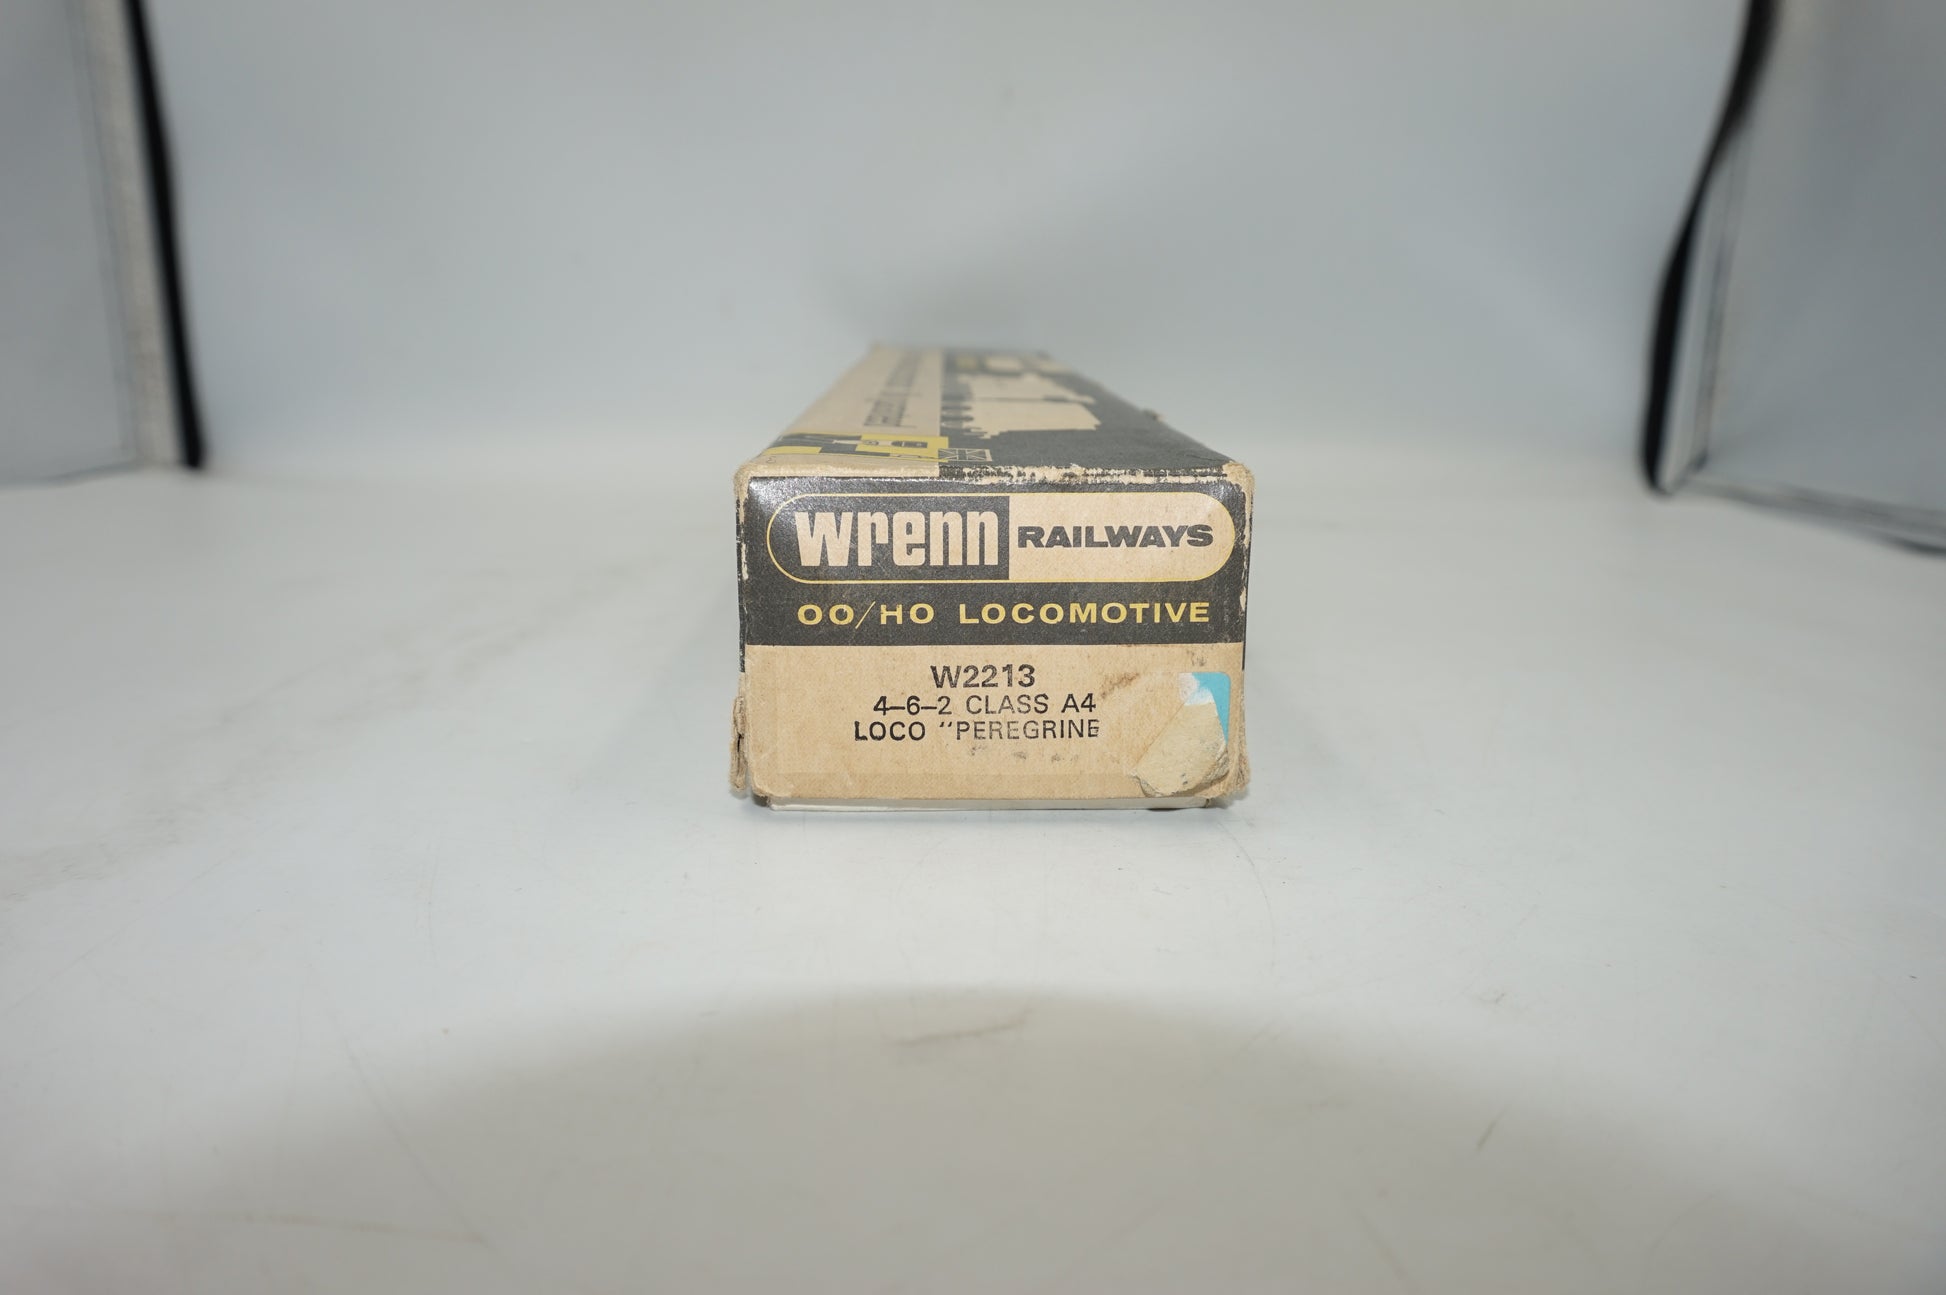 wrenn RAILWAYS
OO/HO LOCOMOTIVE
W2213
4–6–2 CLASS A4
LOCO "PEREGRINE